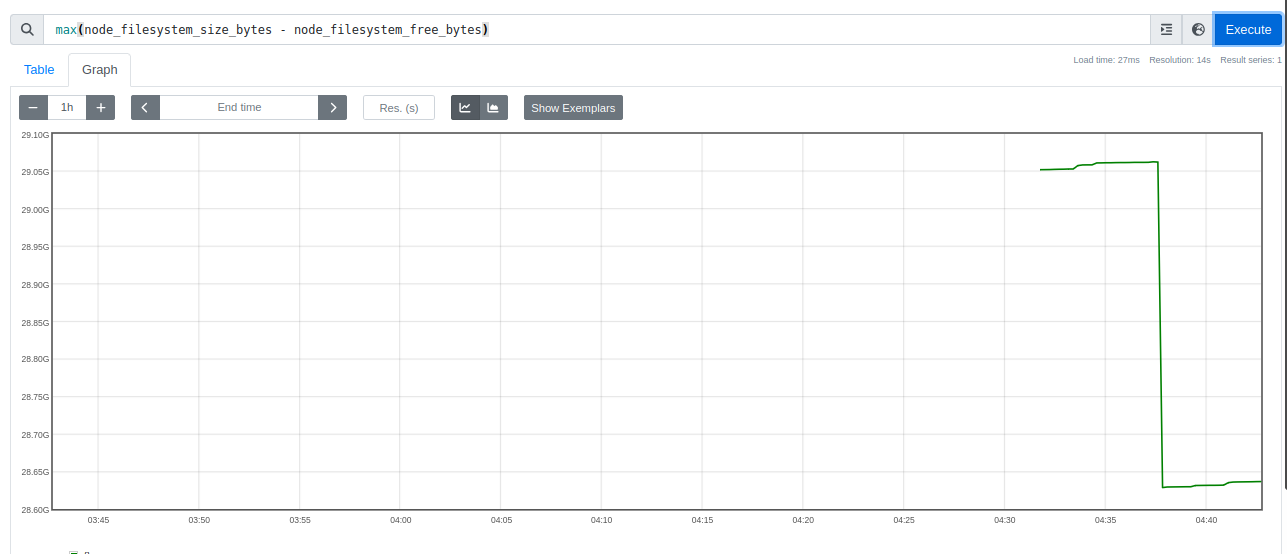 max(node_filesystem_size_bytes - node_filesystem_free_bytes)
Execute
Table
Graph
Load time: 27ms Resolution: 14s Result series: 1
1h
End time
Res. (s)
Show Exemplars
29.10G
29.05G
29.00G
28.95G
28.90G
28.85G
28.80G
28.75G
28.70G
28.65G
28.60G
03:45 03:50 03:55 04:00 04:05 04:10 04:15 04:20 04:25 04:30 04:35 04:40